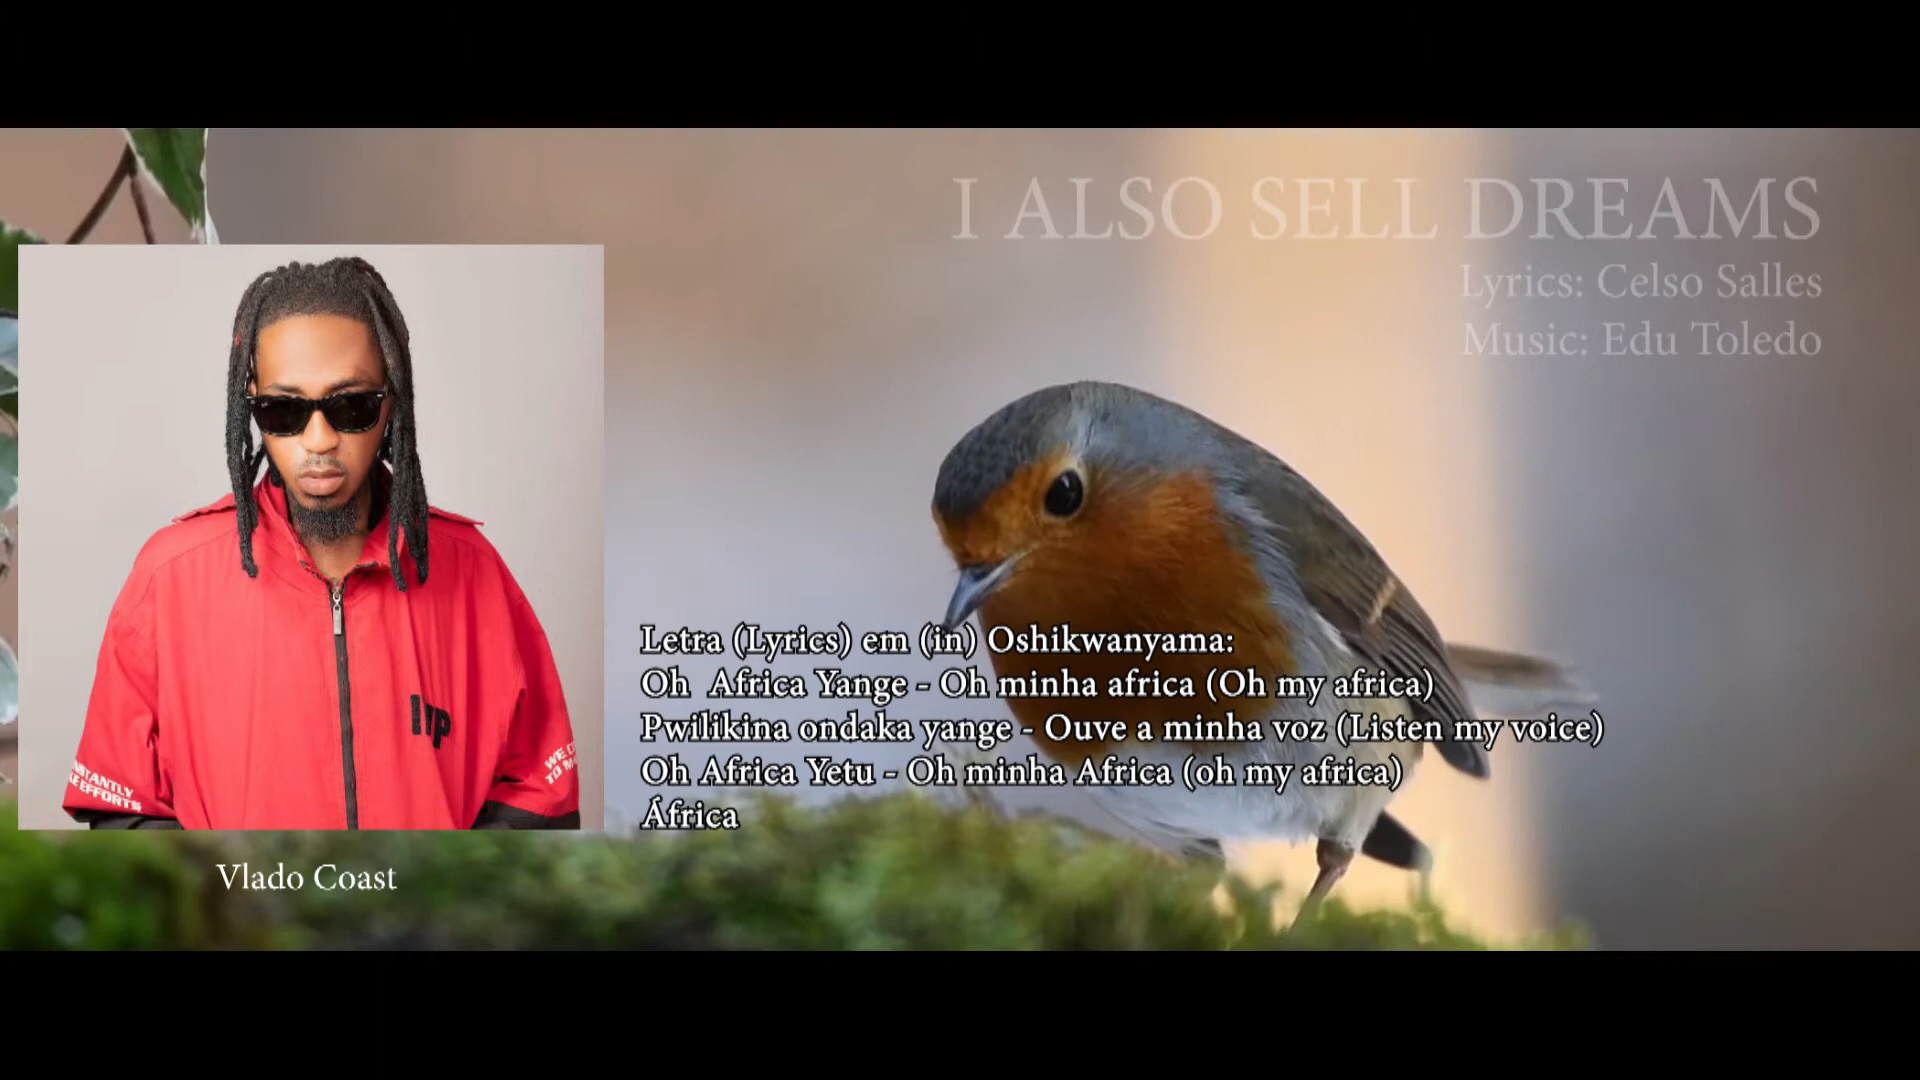 I ALSO SELL DREAMS
Lyrics: Celso Salles
Music: Edu Toledo
Letra (Lyrics) em (in) Oshikwanyama:
Oh Africa Yange - Oh minha africa (Oh my africa)
Pwilikina ondaka yange - Ouve a minha voz (Listen my voice)
Oh Africa Yetu - Oh minha Africa (oh my africa)
África
Vlado Coast